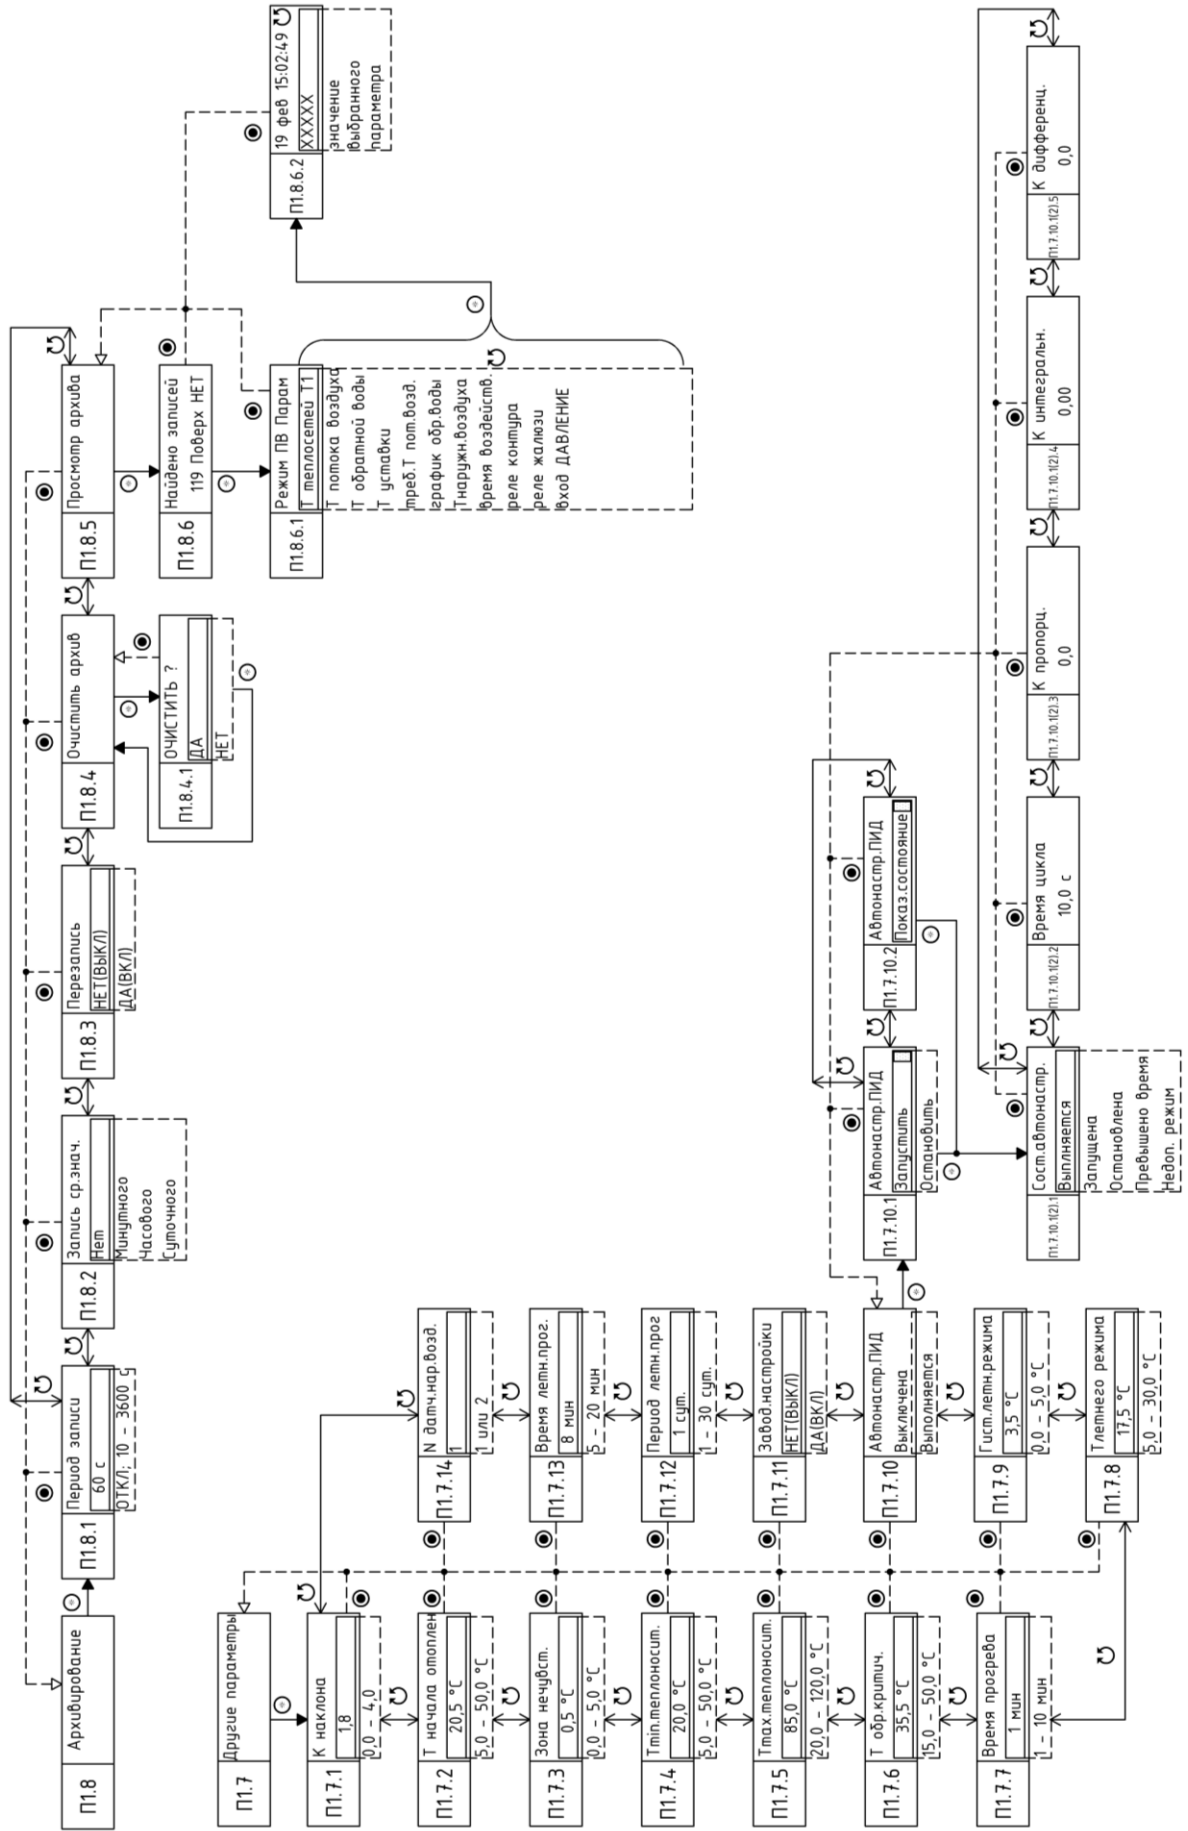 П1.8
Архивирование
П1.8.1
Период записи
60 с
ОТКЛ; 10 – 3600 с
П1.8.2
Запись ср.знач.
Нет
Минутного
Часового
Суточного
П1.8.3
Перезапись
НЕТ(ВЫКЛ)
ДА(ВКЛ)
П1.8.4
Очистить архив
П1.8.4.1
ОЧИСТИТЬ ?
ДА
НЕТ
П1.8.5
Просмотр архива
П1.8.6
Найдено записей
119 Поверх НЕТ
П1.8.6.1
Режим ПВ Парам
Т теплосетей Т1
Т потока воздуха
Т обратной воды
Т уставки
треб.Т пот.возд.
график обр.воды
Тнаружн.воздуха
время воздейств.
реле контура
реле жалюзи
вход ДАВЛЕНИЕ
П1.8.6.2
19 фев 15:02:49
XXXXX
значение
выбранного
параметра
П1.7
Другие параметры
П1.7.1
К наклона
1,8
0,0 – 4,0
П1.7.2
Т начала отоплен
20,5 °C
5,0 – 50,0 °C
П1.7.3
Зона нечувст.
0,5 °C
0,0 – 5,0 °C
П1.7.4
Tmin.теплоносит.
20,0 °C
5,0 – 50,0 °C
П1.7.5
Tmax.теплоносит.
85,0 °C
20,0 – 120,0 °C
П1.7.6
Т обр.критич.
35,5 °C
15,0 – 50,0 °C
П1.7.7
Время прогрева
1 мин
1 – 10 мин
П1.7.14
N датч.нар.возд.
1
1 или 2
П1.7.13
Время летн.прог.
8 мин
5 – 20 мин
П1.7.12
Период летн.прог
1 сут.
1 – 30 сут.
П1.7.11
Завод.настройки
НЕТ(ВЫКЛ)
ДА(ВКЛ)
П1.7.10
Автонастр.ПИД
Выключена
Выполняется
П1.7.9
Гист.летн.режима
3,5 °C
0,0 – 5,0 °C
П1.7.8
Тлетнего режима
17,5 °C
5,0 – 30,0 °C
П1.7.10.1
Автонастр.ПИД
Запустить
Остановить
П1.7.10.2
Автонастр.ПИД
Показ.состояние
П1.7.10.1(2).1
Сост.автонастр.
Выплняется
Запущена
Остановлена
Превышено время
Недоп. режим
П1.7.10.1(2).2
Время цикла
10,0 с
П1.7.10.1(2).3
К пропорц.
0,0
П1.7.10.1(2).4
К интегральн.
0,00
П1.7.10.1(2).5
К дифференц.
0,0